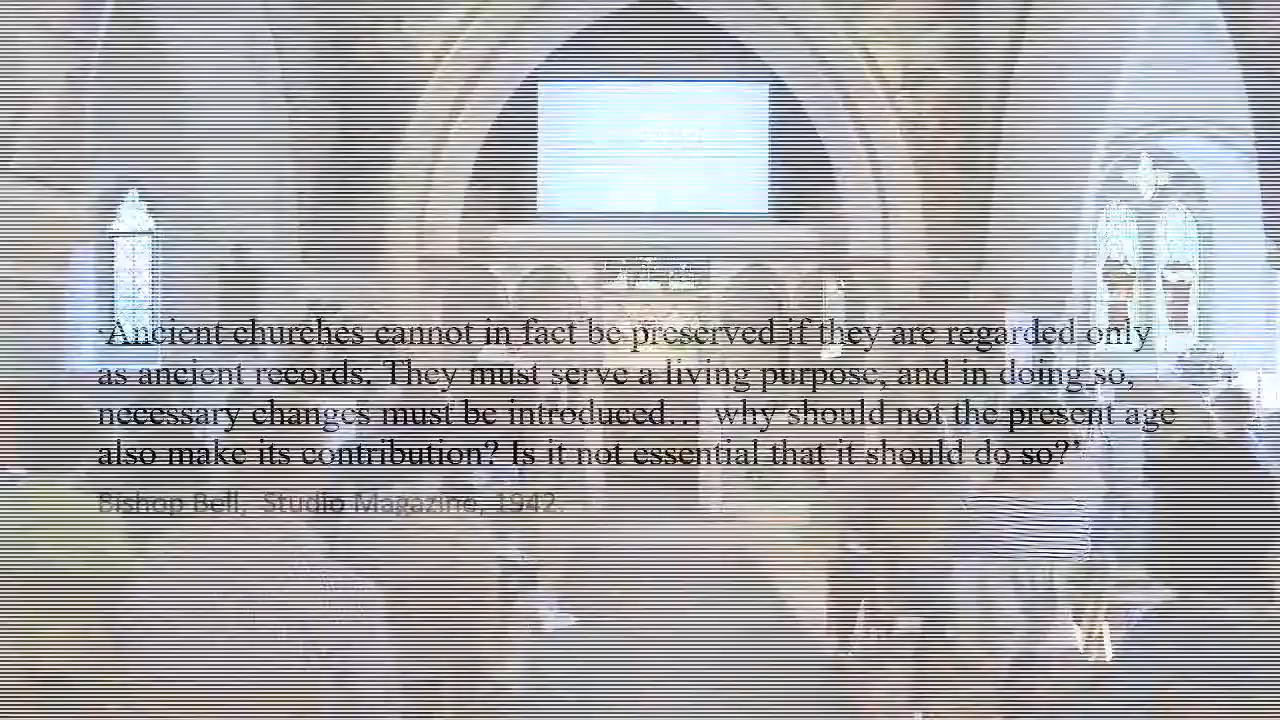 ‘Ancient churches cannot in fact be preserved if they are regarded only
as ancient records. They must serve a living purpose, and in doing so,
necessary changes must be introduced… why should not the present age
also make its contribution? Is it not essential that it should do so?’
Bishop Bell, Studio Magazine, 1942.